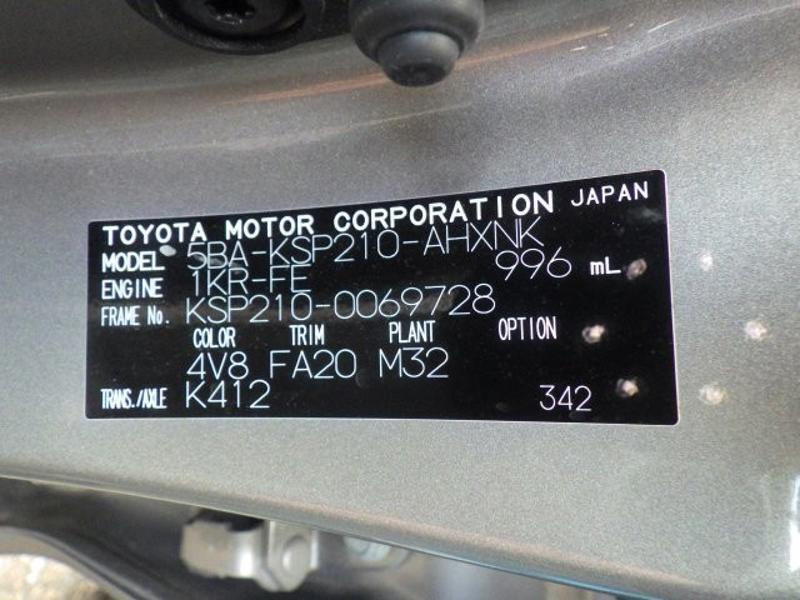 TOYOTA MOTOR CORPORATION JAPAN
MODEL 5BA-KSP210-AHXNK
ENGINE 1KR-FE 996 mL
FRAME No. KSP210-0069728
COLOR TRIM PLANT OPTION
4V8 FA20 M32
TRANS./AXLE K412 342